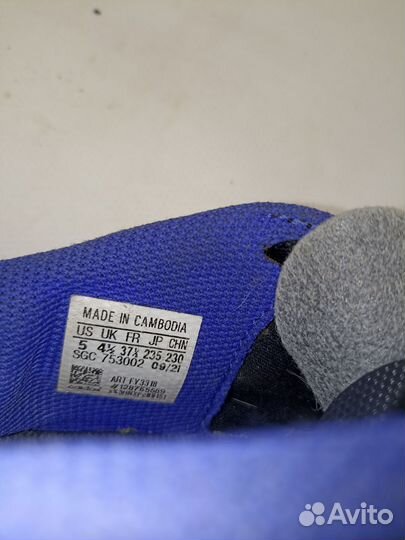 MADE IN CAMBODIA
US UK FR JP CHN
5 4½ 37⅓ 235 230
SGC 753002 09/21
ART FY3318
Avito